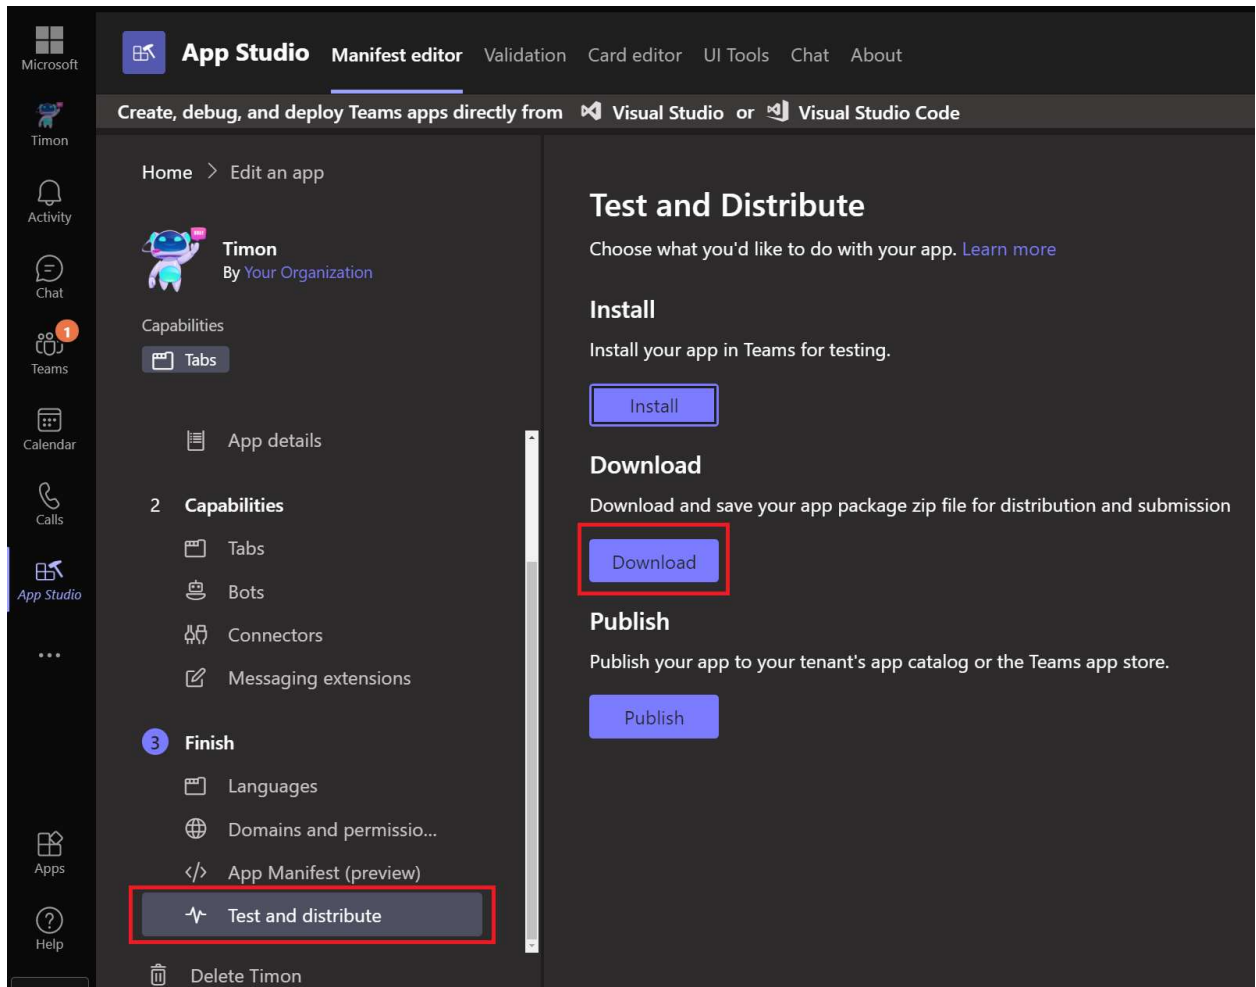 Microsoft
Timon
Activity
Chat
1
Teams
Calendar
Calls
App Studio
Apps
Help
App Studio Manifest editor Validation Card editor UI Tools Chat About
Create, debug, and deploy Teams apps directly from Visual Studio or Visual Studio Code
Home > Edit an app
Timon
By Your Organization
Capabilities
Tabs
App details
2 Capabilities
Tabs
Bots
Connectors
Messaging extensions
3 Finish
Languages
Domains and permissio...
App Manifest (preview)
Test and distribute
Delete Timon
Test and Distribute
Choose what you'd like to do with your app. Learn more
Install
Install your app in Teams for testing.
Install
Download
Download and save your app package zip file for distribution and submission
Download
Publish
Publish your app to your tenant's app catalog or the Teams app store.
Publish